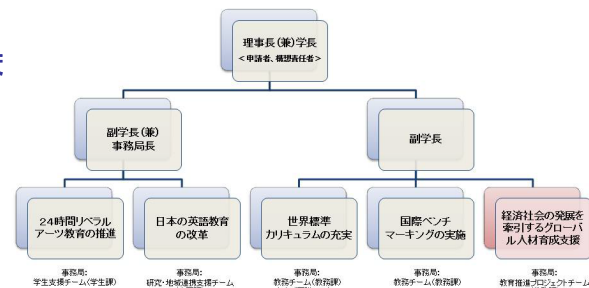 理事長(兼)学長
<申請者、構想責任者>
副学長(兼)
事務局長
副学長
24時間リベラル
アーツ教育の推進
日本の英語教育
の改革
世界標準
カリキュラムの充実
国際ベンチ
マーキングの実施
経済社会の発展を
牽引するグローバ
ル人材育成支援
事務局:
学生支援チーム(学生課)
事務局:
研究・地域連携支援チーム
事務局:
教務チーム(教務課)
事務局:
教務チーム(教務課)
事務局:
教育推進プロジェクトチーム